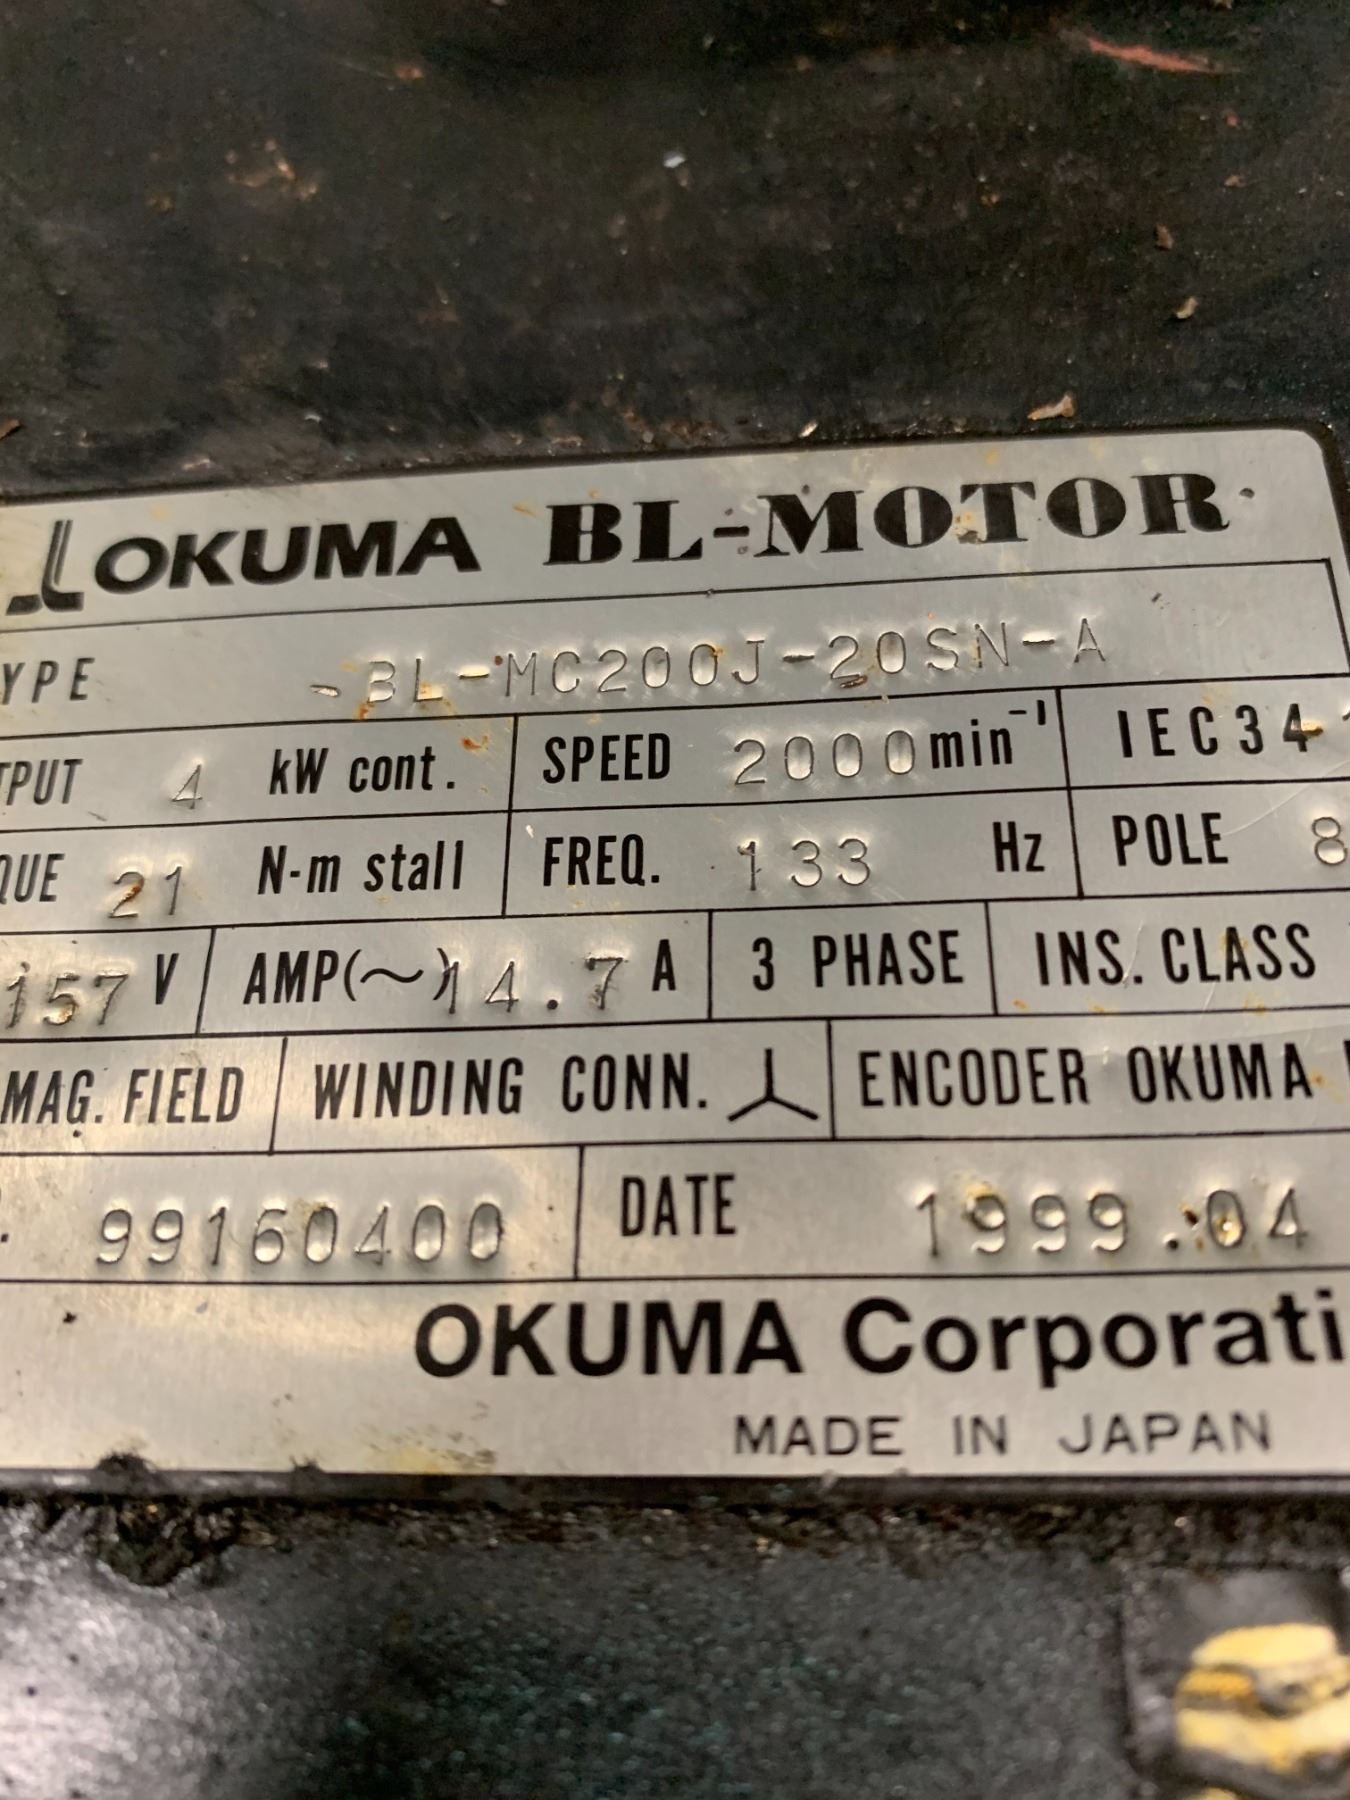 OKUMA BL-MOTOR
YPE -BL-MC200J-20SN-A
TPUT 4 kW cont. SPEED 2000 min⁻¹ IEC34-
QUE 21 N-m stall FREQ. 133 Hz POLE 8
157 V AMP(~) 14.7 A 3 PHASE INS. CLASS
MAG. FIELD WINDING CONN. ENCODER OKUMA
. 99160400 DATE 1999.04
OKUMA Corporati
MADE IN JAPAN